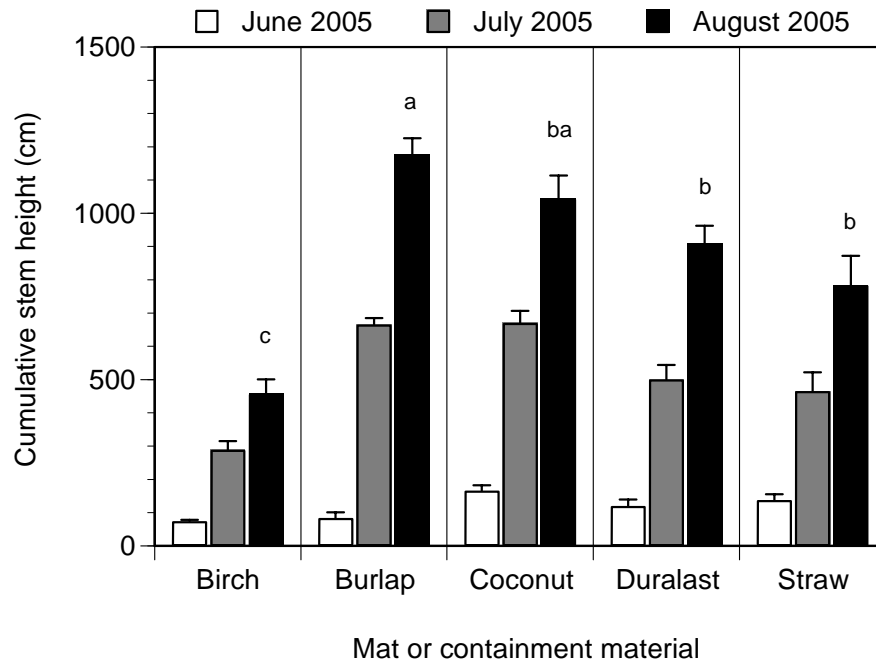 June 2005 July 2005 August 2005
Cumulative stem height (cm)
1500
1000
500
0
c
a
ba
b
b
Birch Burlap Coconut Duralast Straw
Mat or containment material